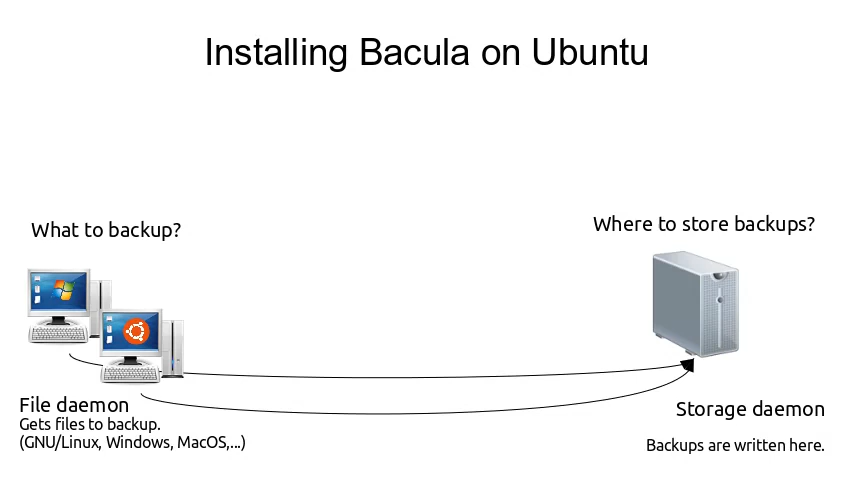 Installing Bacula on Ubuntu
What to backup?
Where to store backups?
File daemon
Gets files to backup.
(GNU/Linux, Windows, MacOS,...)
Storage daemon
Backups are written here.